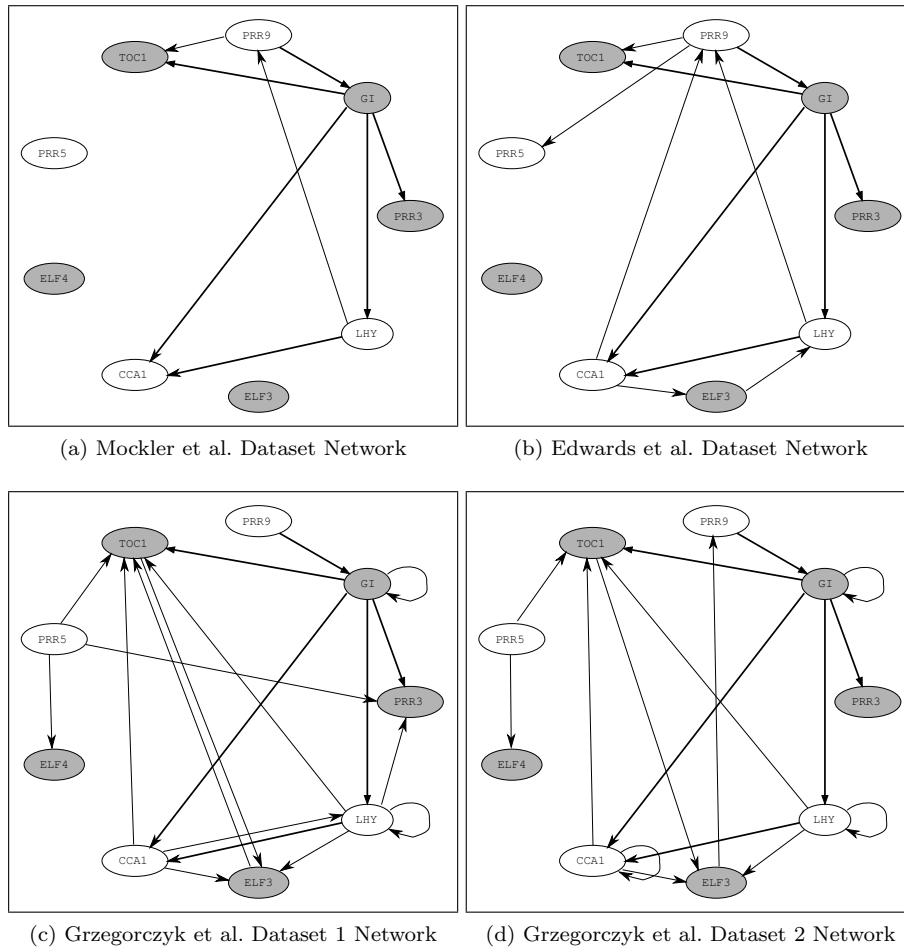 PRR9
TOC1
GI
PRR5
PRR3
ELF4
LHY
CCA1
ELF3
(a) Mockler et al. Dataset Network
PRR9
TOC1
GI
PRR5
PRR3
ELF4
LHY
CCA1
ELF3
(b) Edwards et al. Dataset Network
PRR9
TOC1
GI
PRR5
PRR3
ELF4
LHY
CCA1
ELF3
(c) Grzegorczyk et al. Dataset 1 Network
PRR9
TOC1
GI
PRR5
PRR3
ELF4
LHY
CCA1
ELF3
(d) Grzegorczyk et al. Dataset 2 Network